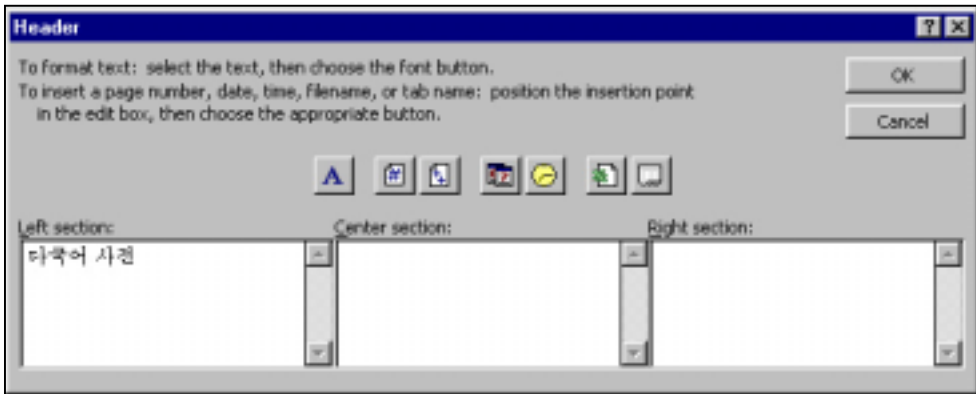 Header
To format text: select the text, then choose the font button.
To insert a page number, date, time, filename, or tab name: position the insertion point
in the edit box, then choose the appropriate button.
OK
Cancel
A
Left section: Center section: Right section:
다국어 사전